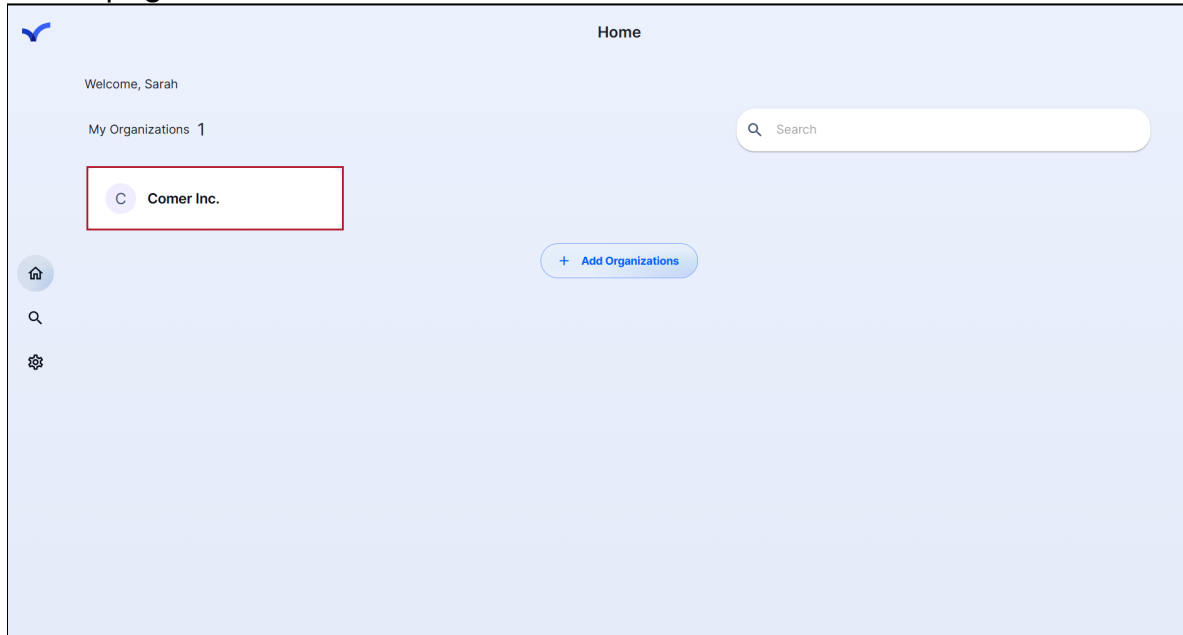 Home
Welcome, Sarah
My Organizations 1
Search
C Comer Inc.
+ Add Organizations